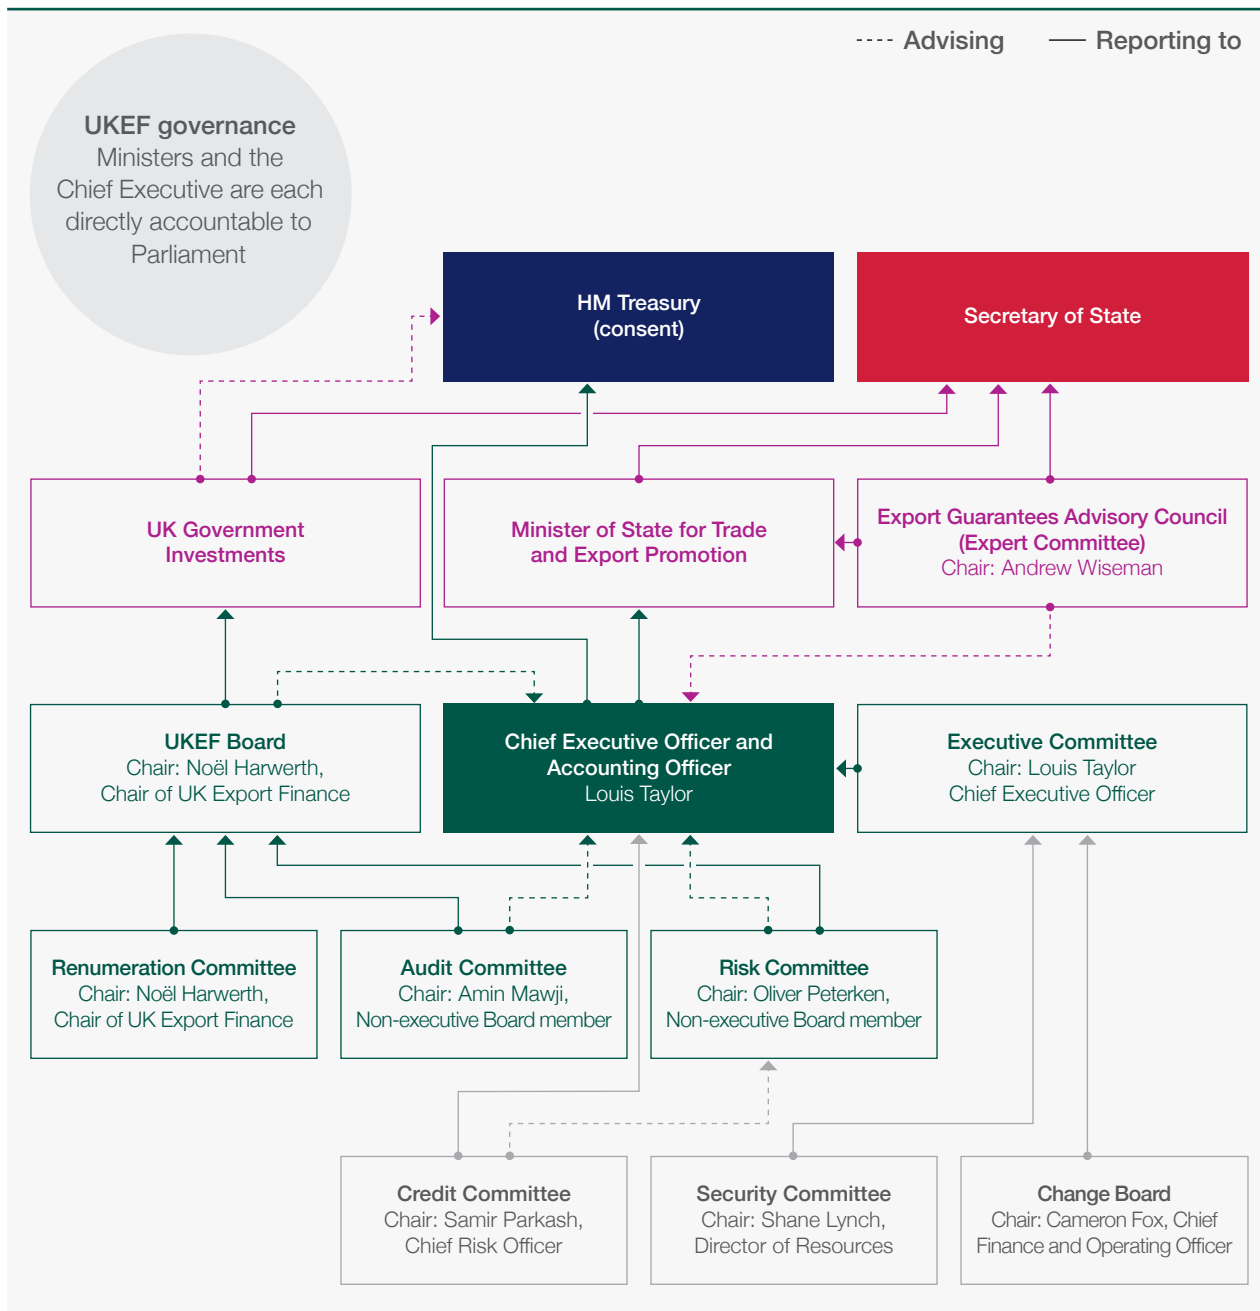 Advising
Reporting to
UKEF governance
Ministers and the
Chief Executive are each
directly accountable to
Parliament
HM Treasury
(consent)
Secretary of State
UK Government
Investments
Minister of State for Trade
and Export Promotion
Export Guarantees Advisory Council
(Expert Committee)
Chair: Andrew Wiseman
UKEF Board
Chair: Noël Harwerth,
Chair of UK Export Finance
Chief Executive Officer and
Accounting Officer
Louis Taylor
Executive Committee
Chair: Louis Taylor
Chief Executive Officer
Renumeration Committee
Chair: Noël Harwerth,
Chair of UK Export Finance
Audit Committee
Chair: Amin Mawji,
Non-executive Board member
Risk Committee
Chair: Oliver Peterken,
Non-executive Board member
Credit Committee
Chair: Samir Parkash,
Chief Risk Officer
Security Committee
Chair: Shane Lynch,
Director of Resources
Change Board
Chair: Cameron Fox, Chief
Finance and Operating Officer